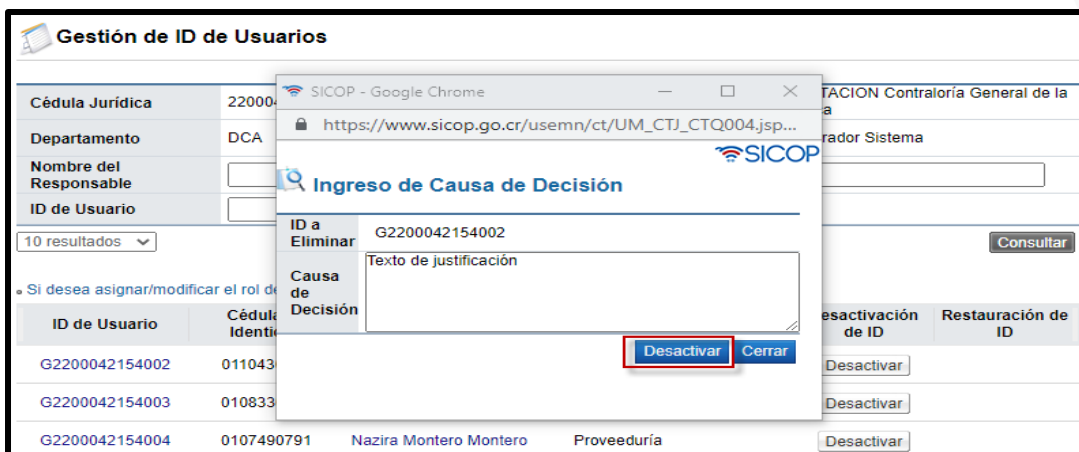 Gestión de ID de Usuarios
SICOP - Google Chrome
https://www.sicop.go.cr/usemn/ct/UM_CTJ_CTQ004.jsp...
SICOP
Ingreso de Causa de Decisión
ID a Eliminar G2200042154002
Causa de Decisión Texto de justificación
Desactivar Cerrar
Cédula Jurídica 22000 Contraloría General de la
Departamento DCA Sistema
Nombre del Responsable
ID de Usuario
10 resultados Consultar
Si desea asignar/modificar el rol de
ID de Usuario Cédula de ID Restauración de ID
G2200042154002 011043 Desactivar
G2200042154003 010833 Desactivar
G2200042154004 0107490791 Nazira Montero Montero Proveeduría Desactivar